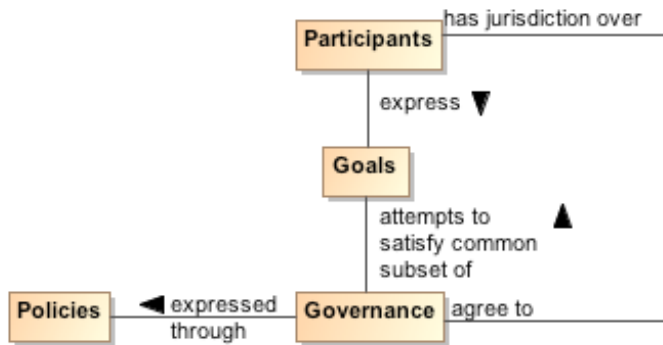 has jurisdiction over
Participants
express
Goals
attempts to
satisfy common
subset of
Policies
expressed
through
Governance
agree to